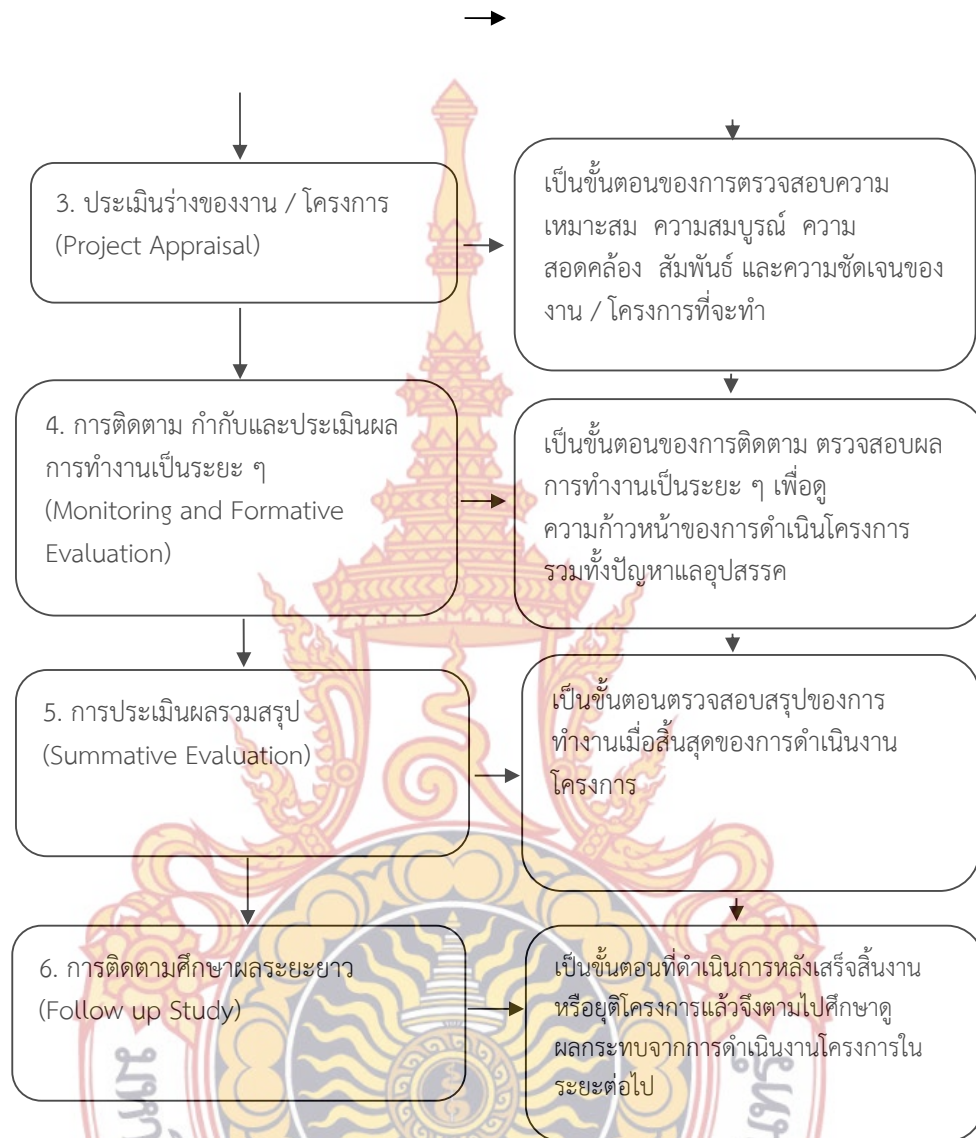 3. ประเมินร่างของงาน / โครงการ
(Project Appraisal)
เป็นขั้นตอนของการตรวจสอบความ
เหมาะสม ความสมบูรณ์ ความ
สอดคล้อง สัมพันธ์ และความชัดเจนของ
งาน / โครงการที่จะทำ
4. การติดตาม กำกับและประเมินผล
การทำงานเป็นระยะ ๆ
(Monitoring and Formative
Evaluation)
เป็นขั้นตอนของการติดตาม ตรวจสอบผล
การทำงานเป็นระยะ ๆ เพื่อดู
ความก้าวหน้าของการดำเนินโครงการ
รวมทั้งปัญหาแลอุปสรรค
5. การประเมินผลรวมสรุป
(Summative Evaluation)
เป็นขั้นตอนตรวจสอบสรุปของการ
ทำงานเมื่อสิ้นสุดของการดำเนินงาน
โครงการ
6. การติดตามศึกษาผลระยะยาว
(Follow up Study)
เป็นขั้นตอนที่ดำเนินการหลังเสร็จสิ้นงาน
หรือยุติโครงการแล้วจึงตามไปศึกษาดู
ผลกระทบจากการดำเนินงานโครงการใน
ระยะต่อไป